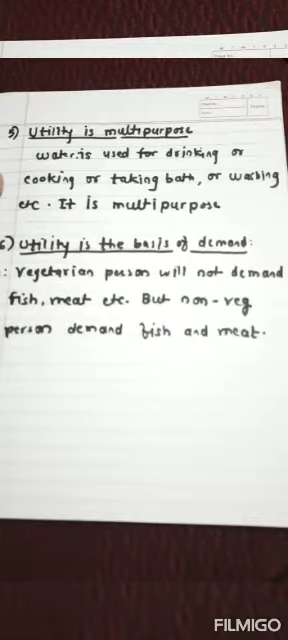 5) Utility is multipurpose
water is used for drinking or
cooking or taking bath, or washing
etc. It is multipurpose
6) Utility is the basis of demand:
: Vegetarian person will not demand
fish, meat etc. But non-veg
person demand fish and meat.
FILMIGO